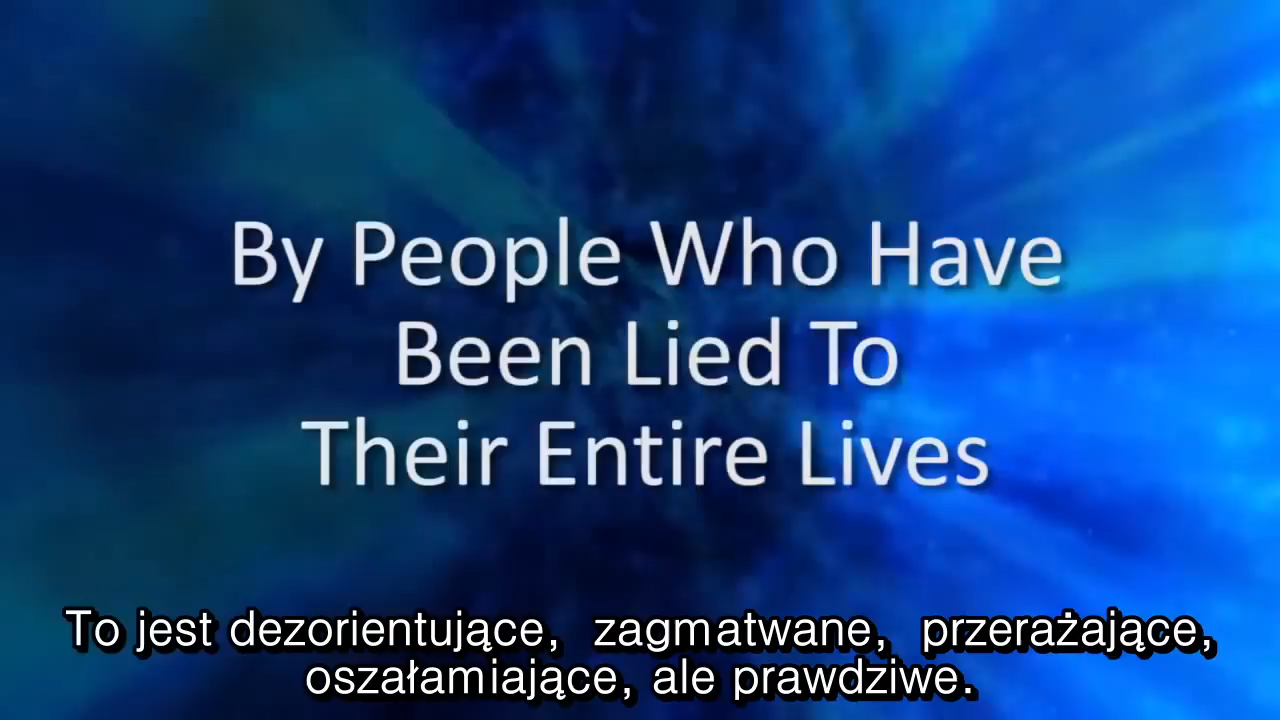 By People Who Have
Been Lied To
Their Entire Lives
To jest dezorientujące, zagmatwane, przerażające,
oszałamiające, ale prawdziwe.